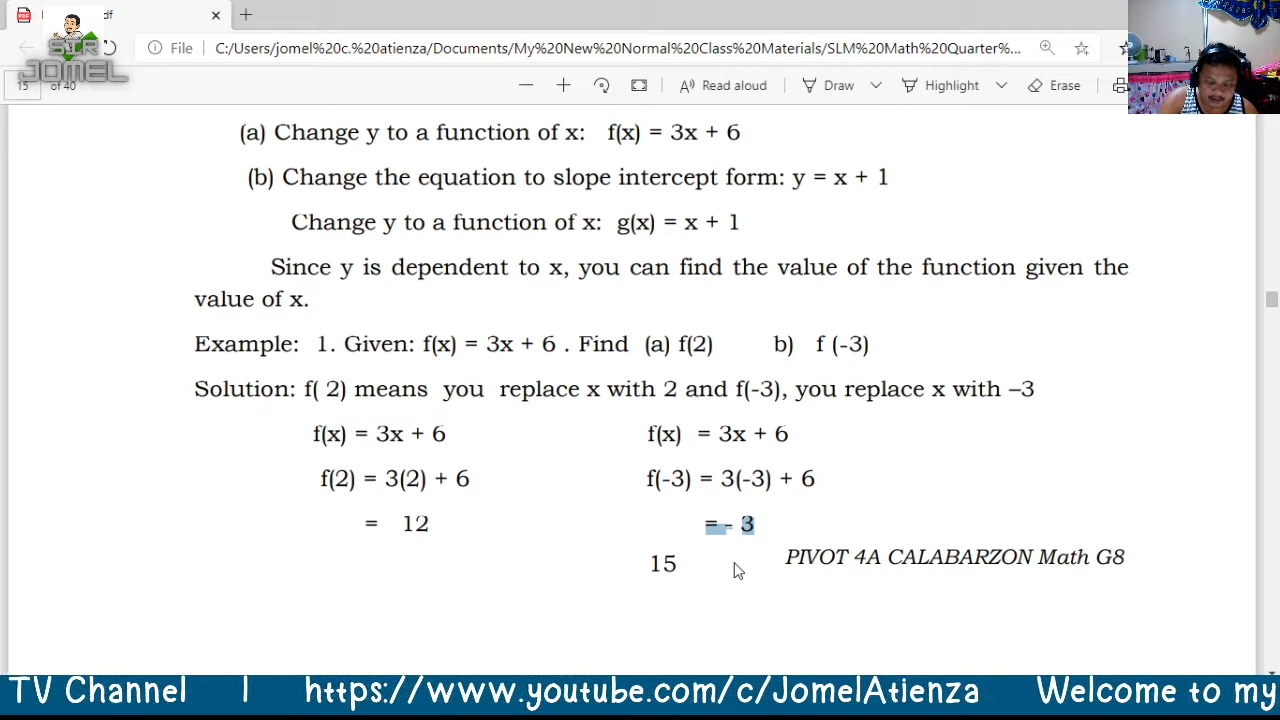 df
SIR
JOMEL
File
C:/Users/jomel%20c.%20atienza/Documents/My%20New%20Normal%20Class%20Materials/SLM%20Math%20Quarter%...
15 of 40
Read aloud
Draw
Highlight
Erase
(a) Change y to a function of x: f(x) = 3x + 6
(b) Change the equation to slope intercept form: y = x + 1
Change y to a function of x: g(x) = x + 1
Since y is dependent to x, you can find the value of the function given the
value of x.
Example: 1. Given: f(x) = 3x + 6 . Find (a) f(2) b) f (-3)
Solution: f( 2) means you replace x with 2 and f(-3), you replace x with –3
f(x) = 3x + 6 f(x) = 3x + 6
f(2) = 3(2) + 6 f(-3) = 3(-3) + 6
= 12 = - 3
15 PIVOT 4A CALABARZON Math G8
TV Channel | https://www.youtube.com/c/JomelAtienza Welcome to my